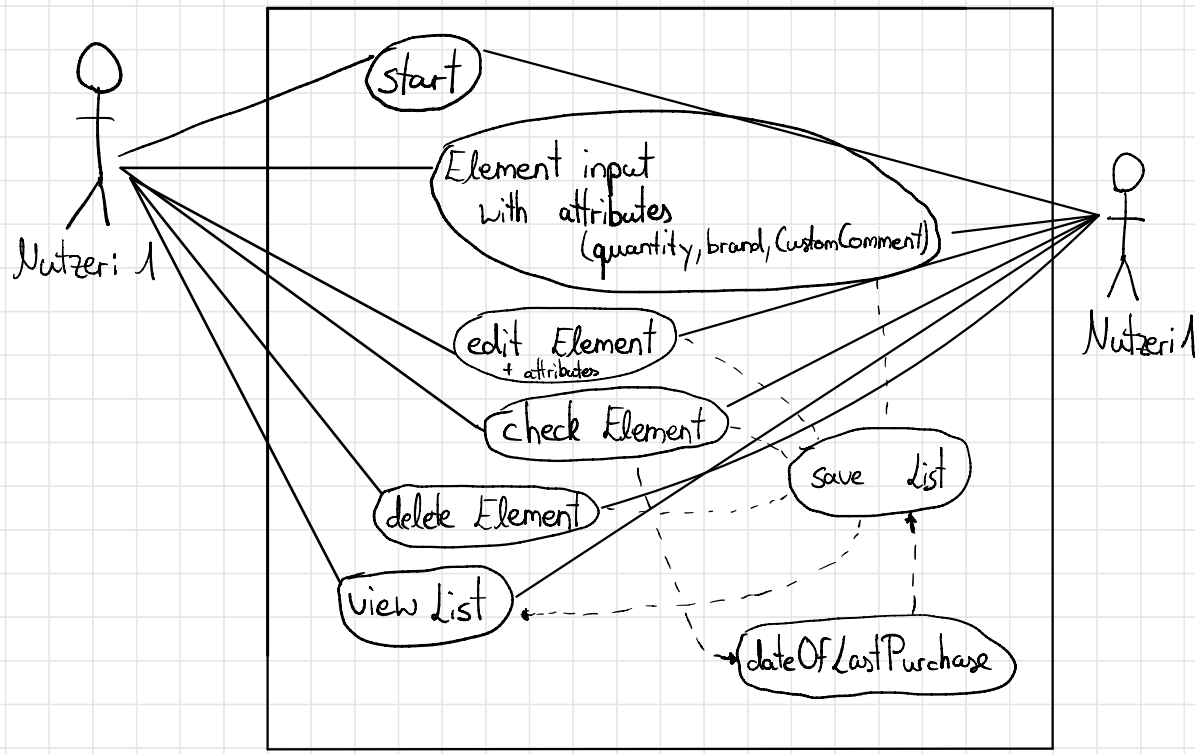 start
Element input
with attributes
(quantity, brand, CustomComment)
Nutzeri 1
edit Element
+ attributes
Nutzeri 1
check Element
save List
delete Element
view List
dateOfLastPurchase